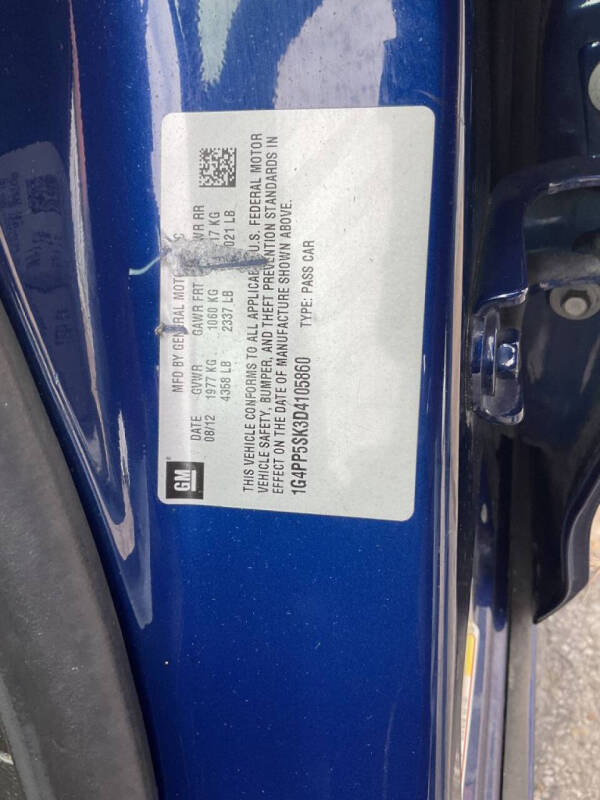 GM
MFD BY GENERAL MOTORS
DATE GVWR GAWR FRT GAWR RR
08/12 1977 KG 1060 KG 17 KG
4358 LB 2337 LB 021 LB
THIS VEHICLE CONFORMS TO ALL APPLICABLE U.S. FEDERAL MOTOR
VEHICLE SAFETY, BUMPER, AND THEFT PREVENTION STANDARDS IN
EFFECT ON THE DATE OF MANUFACTURE SHOWN ABOVE.
1G4PP5SK3D4105860 TYPE: PASS CAR